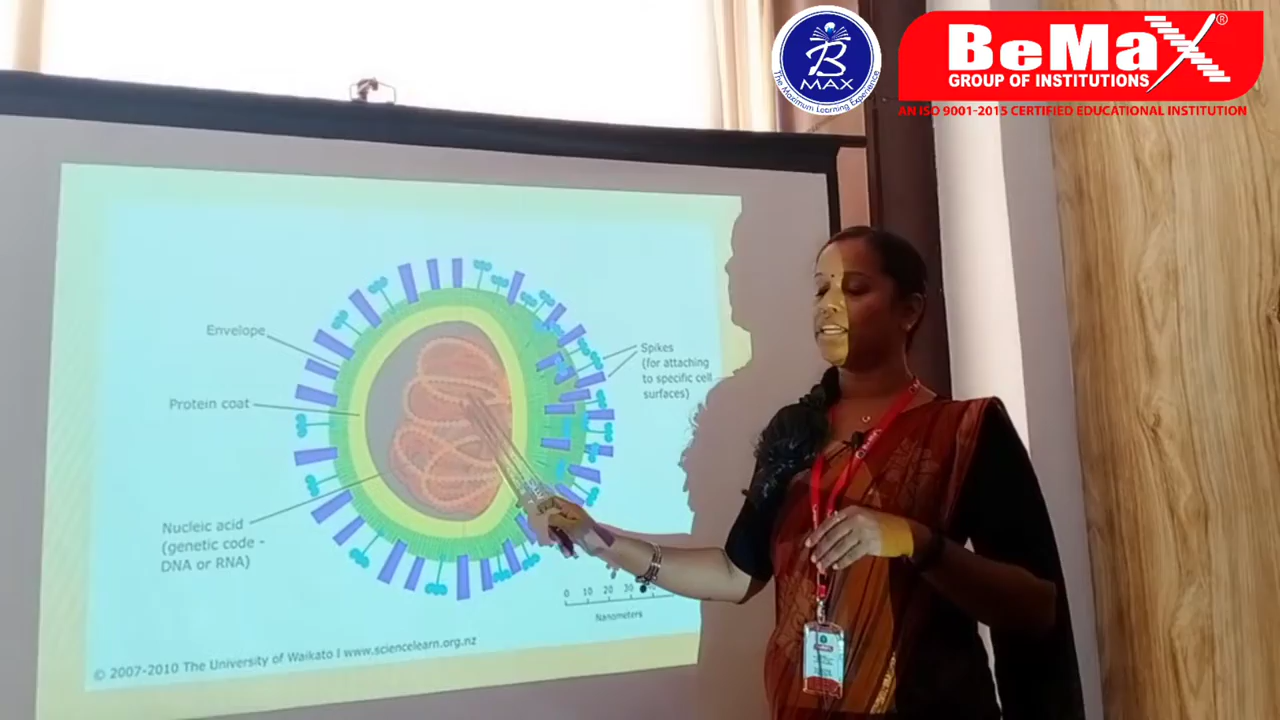 B
MAX
The Maximum Learning Experience
BeMax®
GROUP OF INSTITUTIONS
AN ISO 9001-2015 CERTIFIED EDUCATIONAL INSTITUTION
Envelope
Protein coat
Nucleic acid
(genetic code -
DNA or RNA)
Spikes
(for attaching
to specific cell
surfaces)
0 10 20 30
Nanometers
© 2007-2010 The University of Waikato I www.sciencelearn.org.nz